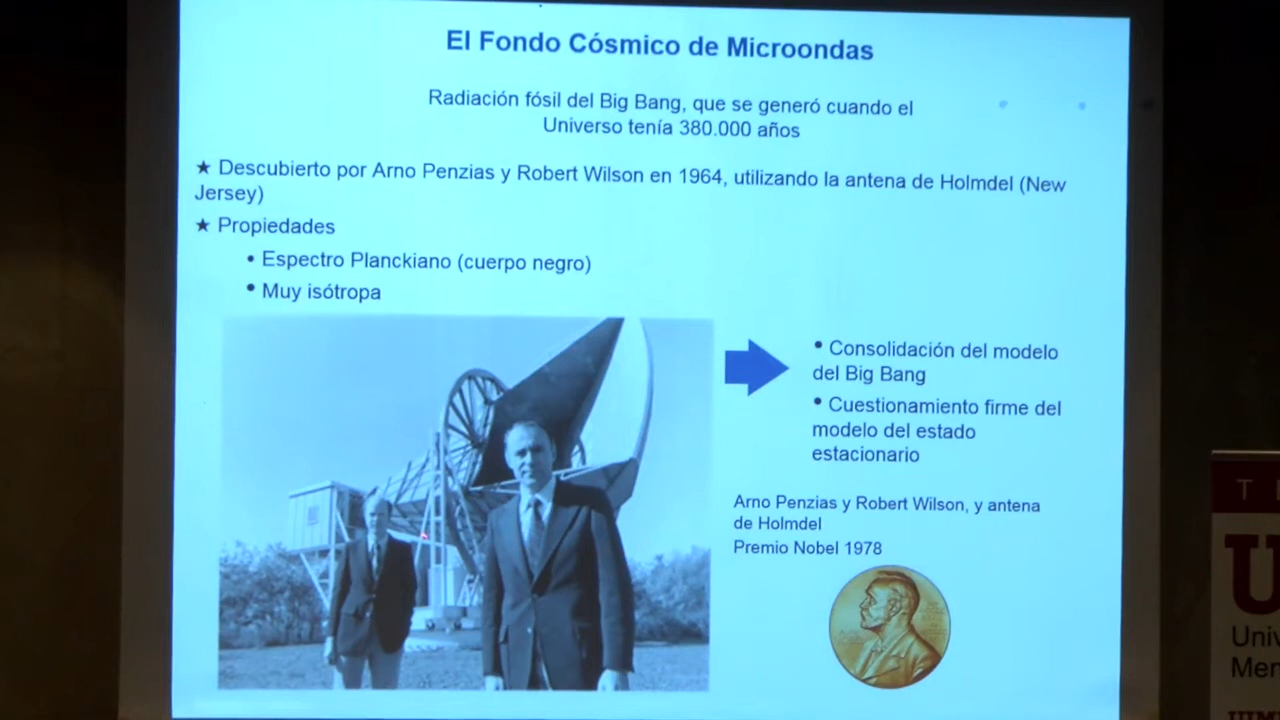 El Fondo Cósmico de Microondas
Radiación fósil del Big Bang, que se generó cuando el
Universo tenía 380.000 años
★ Descubierto por Arno Penzias y Robert Wilson en 1964, utilizando la antena de Holmdel (New
Jersey)
★ Propiedades
• Espectro Planckiano (cuerpo negro)
• Muy isótropa
• Consolidación del modelo
del Big Bang
• Cuestionamiento firme del
modelo del estado
estacionario
Arno Penzias y Robert Wilson, y antena
de Holmdel
Premio Nobel 1978